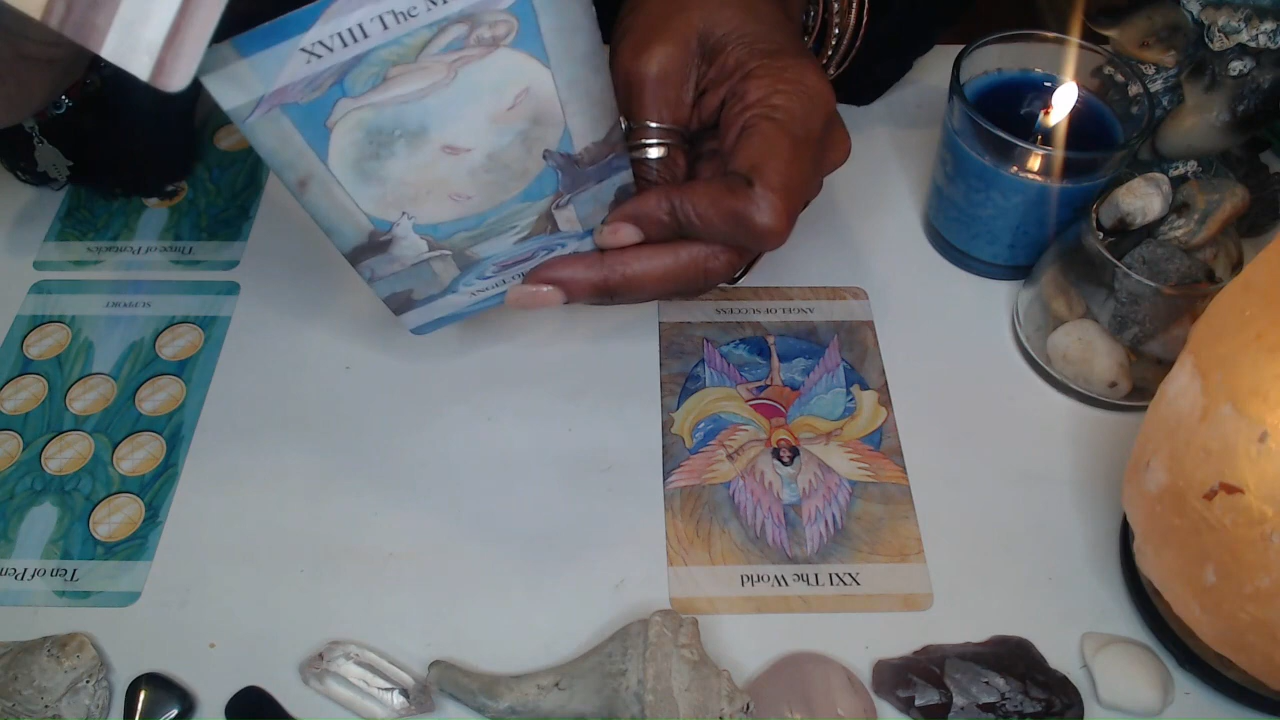 XVIII The M
Three of Pentacles
SUPPORT
Ten of Pen
ANGEL OF SUCCESS
XXI The World